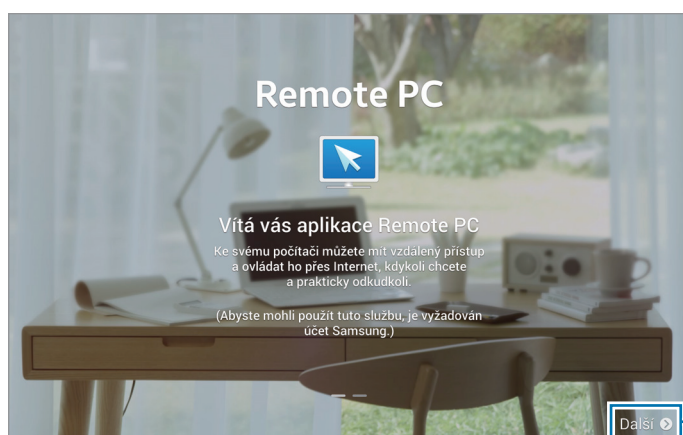 Remote PC
Vítá vás aplikace Remote PC
Ke svému počítači můžete mít vzdálený přístup
a ovládat ho přes Internet, kdykoli chcete
a prakticky odkudkoli.
(Abyste mohli použít tuto službu, je vyžadován
účet Samsung.)
Další